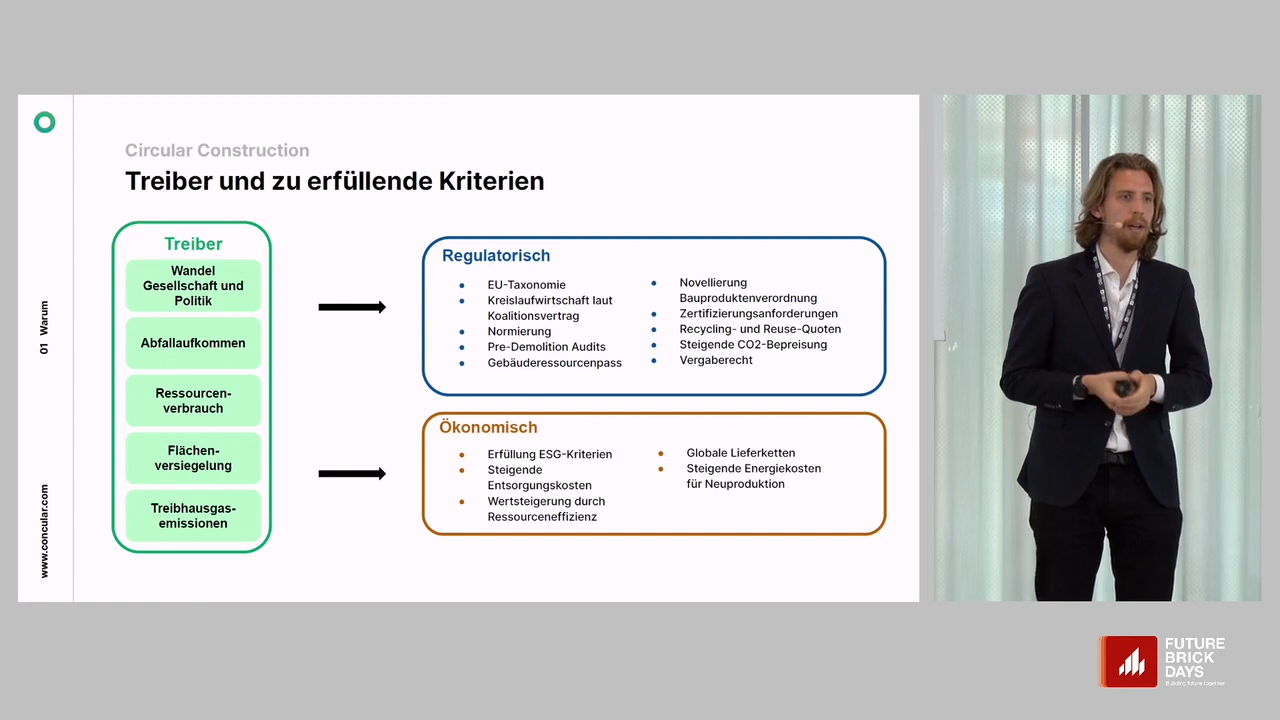 Circular Construction
Treiber und zu erfüllende Kriterien
01 Warum
www.concular.com
Treiber
Wandel
Gesellschaft und
Politik
Abfallaufkommen
Ressourcen-
verbrauch
Flächen-
versiegelung
Treibhausgas-
emissionen
Regulatorisch
EU-Taxonomie
Kreislaufwirtschaft laut
Koalitionsvertrag
Normierung
Pre-Demolition Audits
Gebäuderessourcenpass
Novellierung
Bauproduktenverordnung
Zertifizierungsanforderungen
Recycling- und Reuse-Quoten
Steigende CO2-Bepreisung
Vergaberecht
Ökonomisch
Erfüllung ESG-Kriterien
Steigende
Entsorgungskosten
Wertsteigerung durch
Ressourceneffizienz
Globale Lieferketten
Steigende Energiekosten
für Neuproduktion
FUTURE
BRICK
DAYS
Building future together